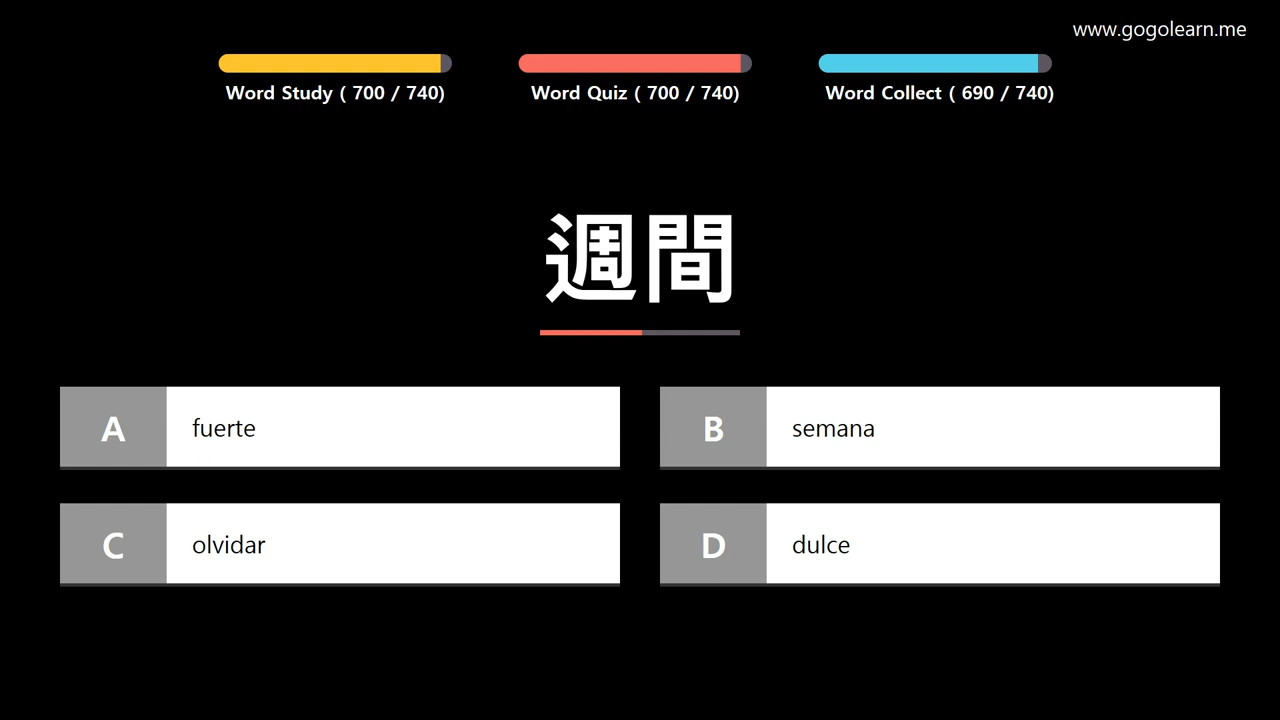 www.gogolearn.me
Word Study ( 700 / 740)
Word Quiz ( 700 / 740)
Word Collect ( 690 / 740)
週間
A fuerte
B semana
C olvidar
D dulce